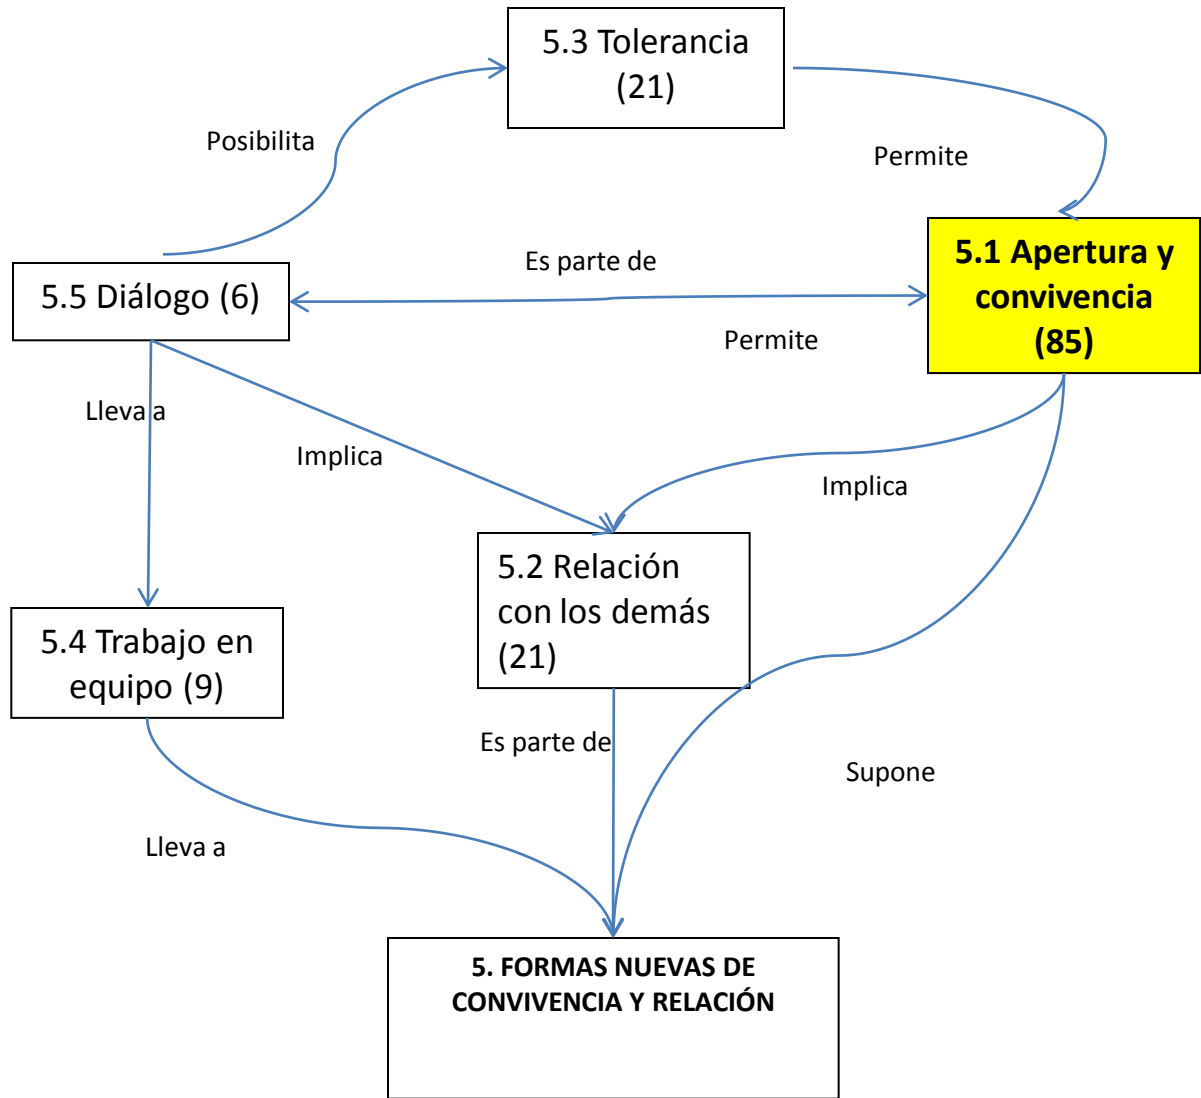 5.3 Tolerancia
(21)
Posibilita
Permite
5.1 Apertura y
convivencia
(85)
Es parte de
5.5 Diálogo (6)
Permite
Lleva a
Implica
Implica
5.2 Relación
con los demás
(21)
5.4 Trabajo en
equipo (9)
Es parte de
Supone
Lleva a
5. FORMAS NUEVAS DE
CONVIVENCIA Y RELACIÓN